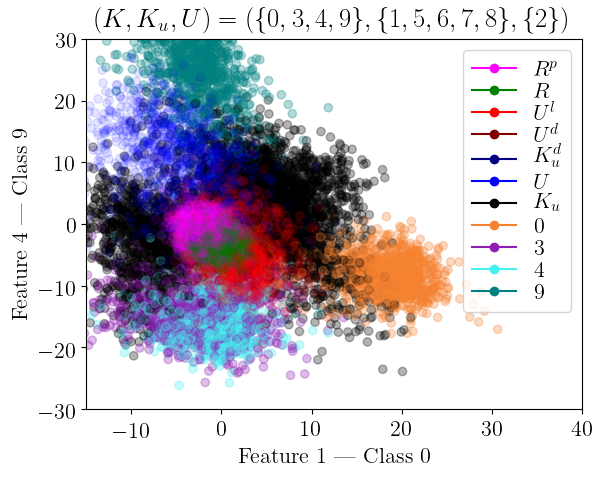 (K, K_u, U) = ({0, 3, 4, 9}, {1, 5, 6, 7, 8}, {2})
30
20
10
0
−10
−20
−30
Feature 4 — Class 9
R^p
R
U^l
U^d
K_u^d
U
K_u
0
3
4
9
−10
0
10
20
30
40
Feature 1 — Class 0